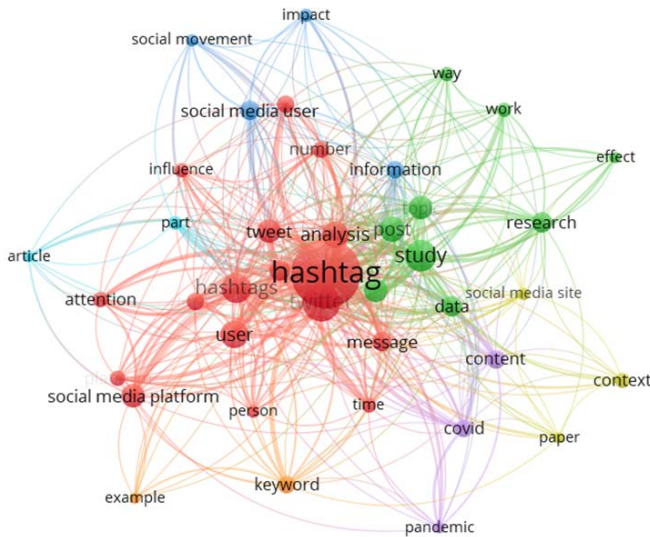 impact
social movement
way
social media user
work
number
information
effect
influence
part
tweet
analysis
post
research
study
article
hashtag
hashtags
twitter
attention
social media site
data
user
message
content
context
social media platform
time
person
covid
paper
keyword
example
pandemic